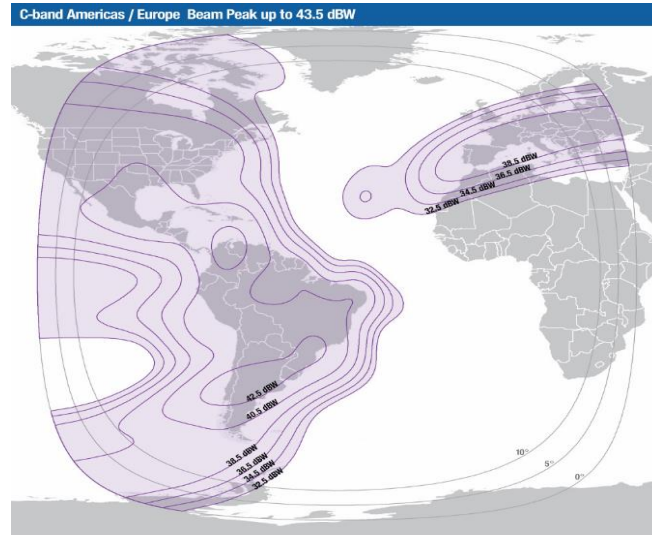 C-band Americas / Europe Beam Peak up to 43.5 dBW
38.5 dBW
36.5 dBW
34.5 dBW
32.5 dBW
42.5 dBW
40.5 dBW
38.5 dBW
36.5 dBW
34.5 dBW
32.5 dBW
10°
5°
0°